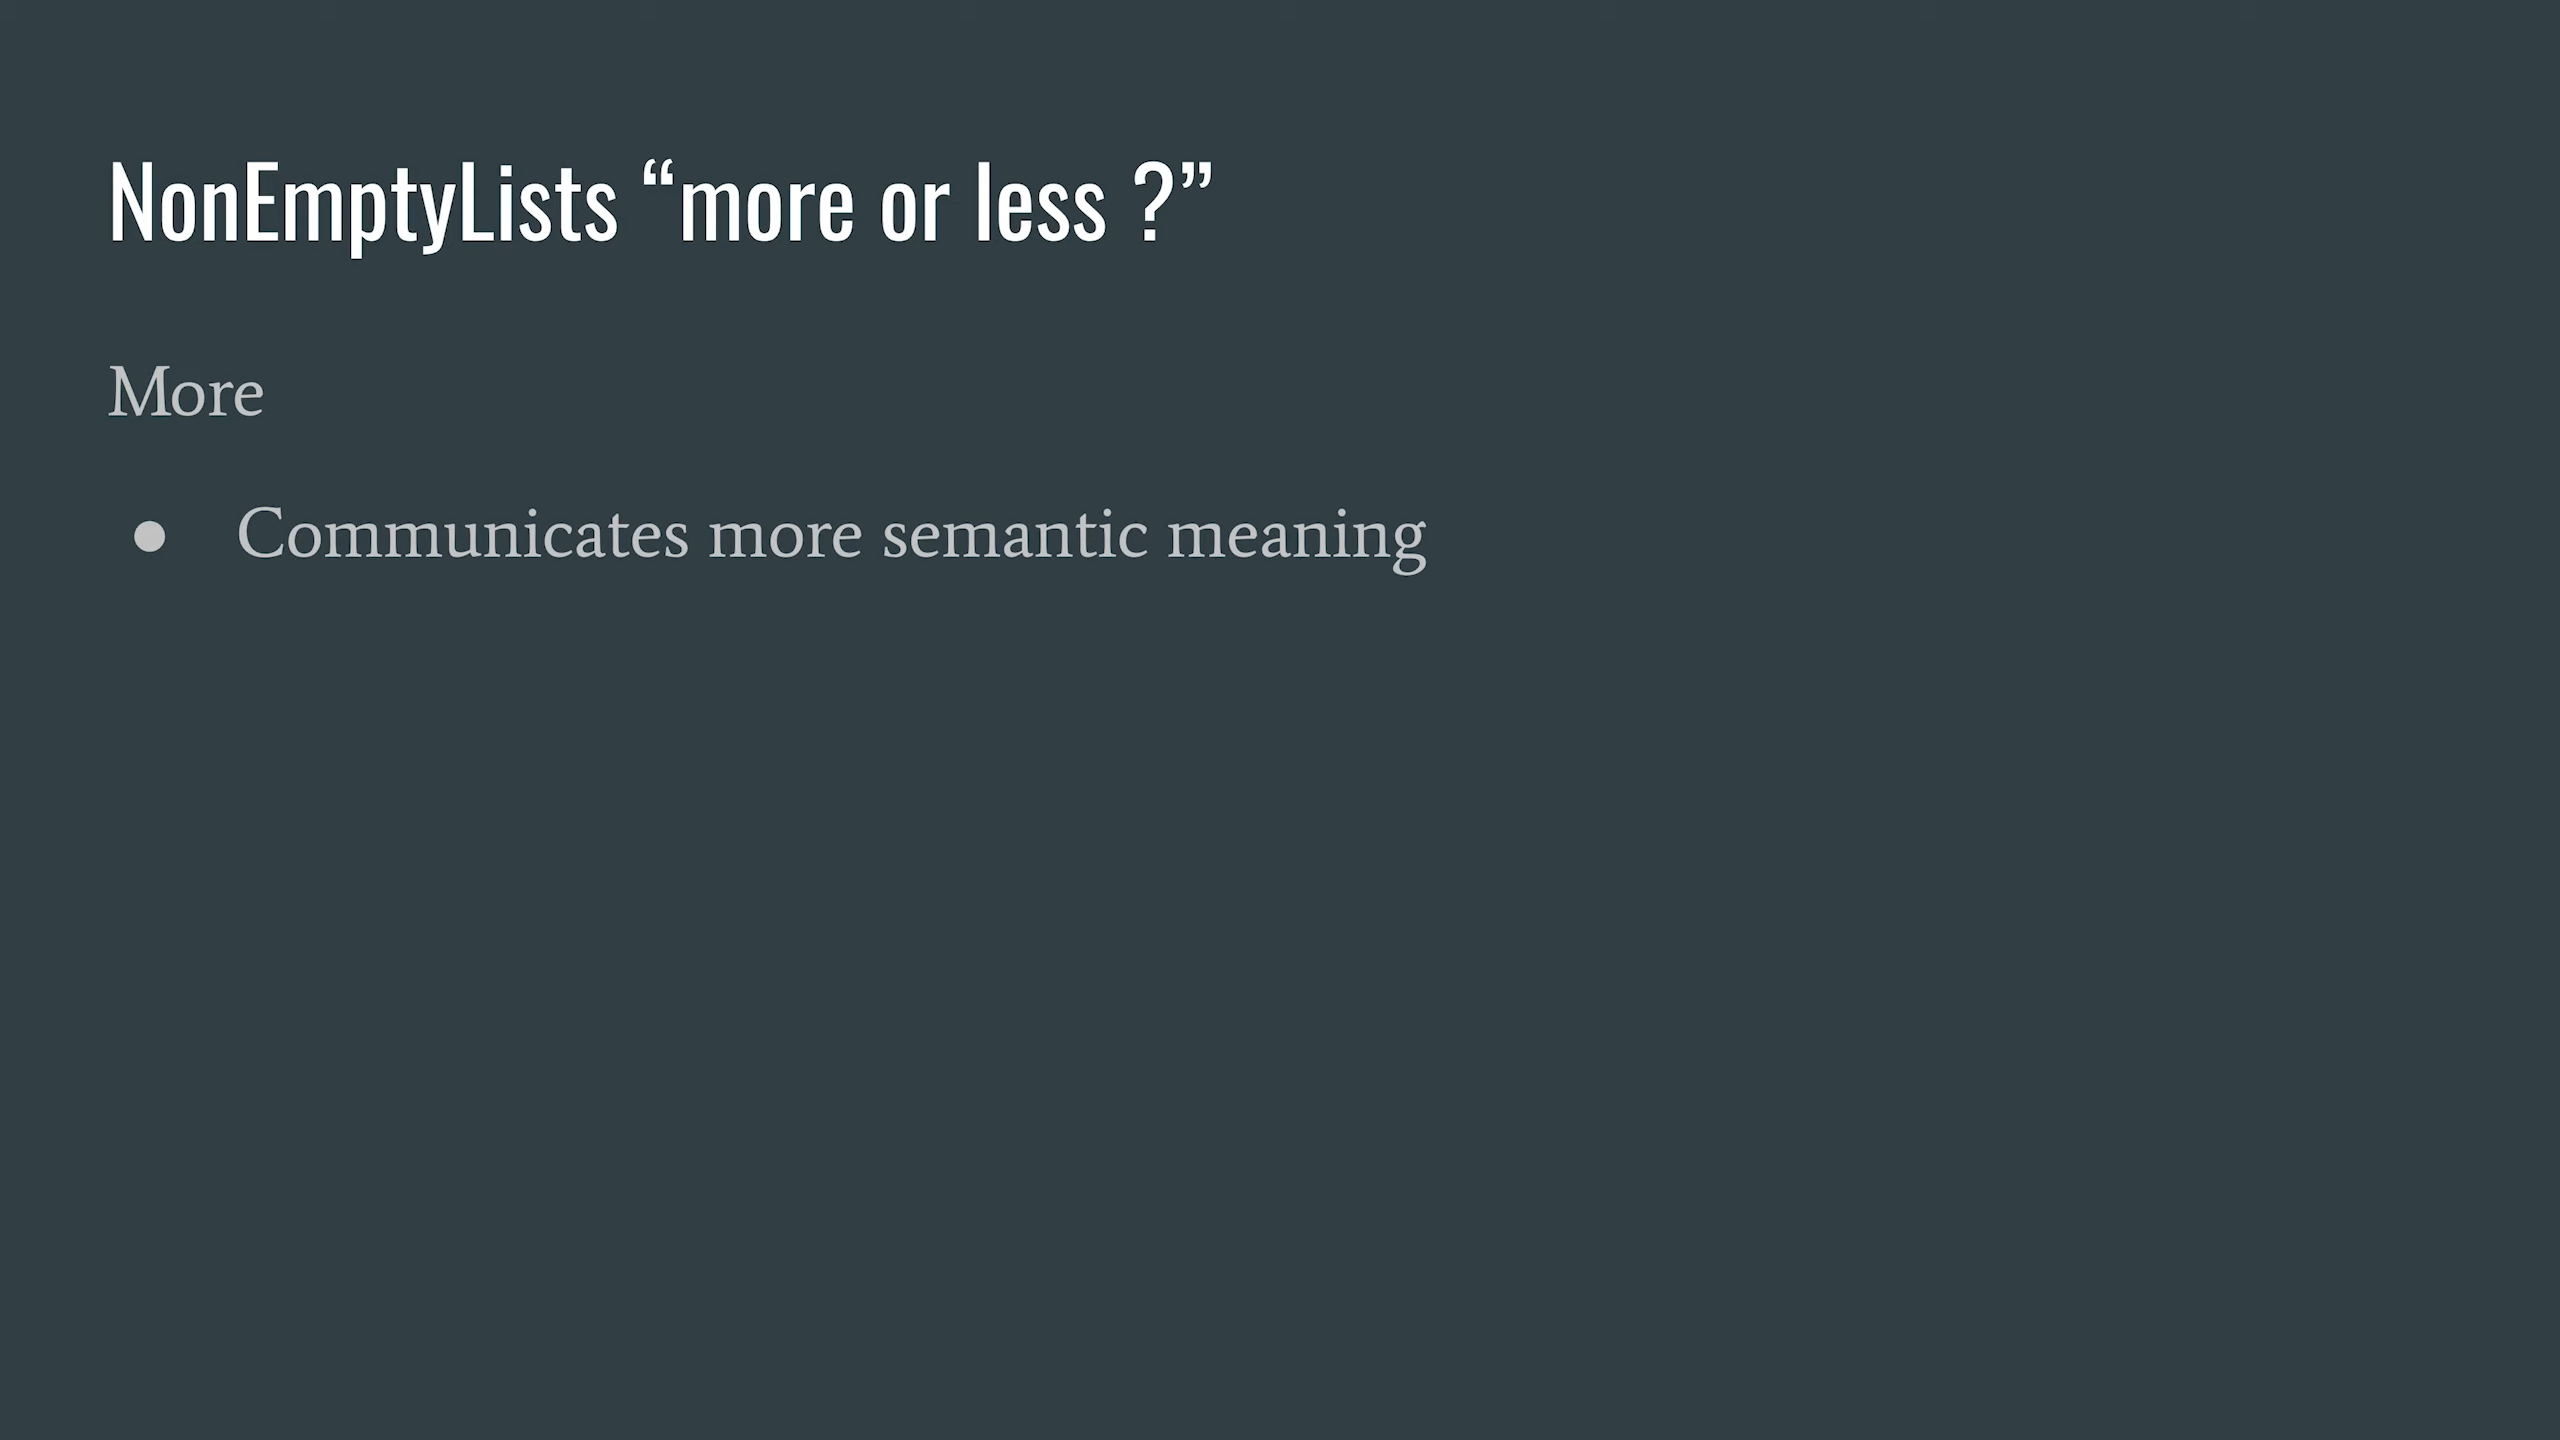 NonEmptyLists “more or less ?”
More
● Communicates more semantic meaning